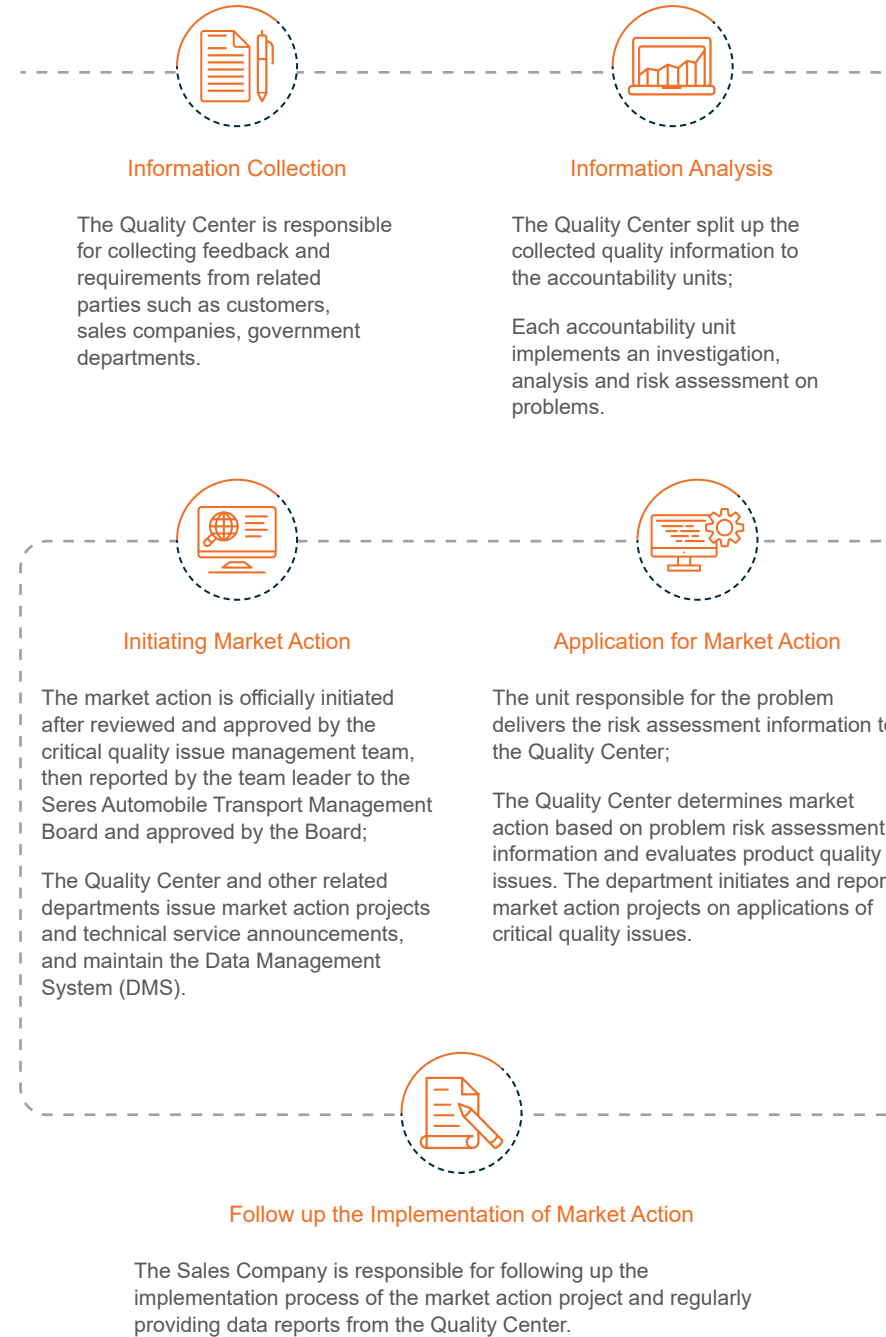 Information Collection
The Quality Center is responsible
for collecting feedback and
requirements from related
parties such as customers,
sales companies, government
departments.
Information Analysis
The Quality Center split up the
collected quality information to
the accountability units;
Each accountability unit
implements an investigation,
analysis and risk assessment on
problems.
Initiating Market Action
The market action is officially initiated
after reviewed and approved by the
critical quality issue management team,
then reported by the team leader to the
Seres Automobile Transport Management
Board and approved by the Board;
The Quality Center and other related
departments issue market action projects
and technical service announcements,
and maintain the Data Management
System (DMS).
Application for Market Action
The unit responsible for the problem
delivers the risk assessment information
the Quality Center;
The Quality Center determines market
action based on problem risk assessment
information and evaluates product quality
issues. The department initiates and
market action projects on applications of
critical quality issues.
Follow up the Implementation of Market Action
The Sales Company is responsible for following up the
implementation process of the market action project and regularly
providing data reports from the Quality Center.